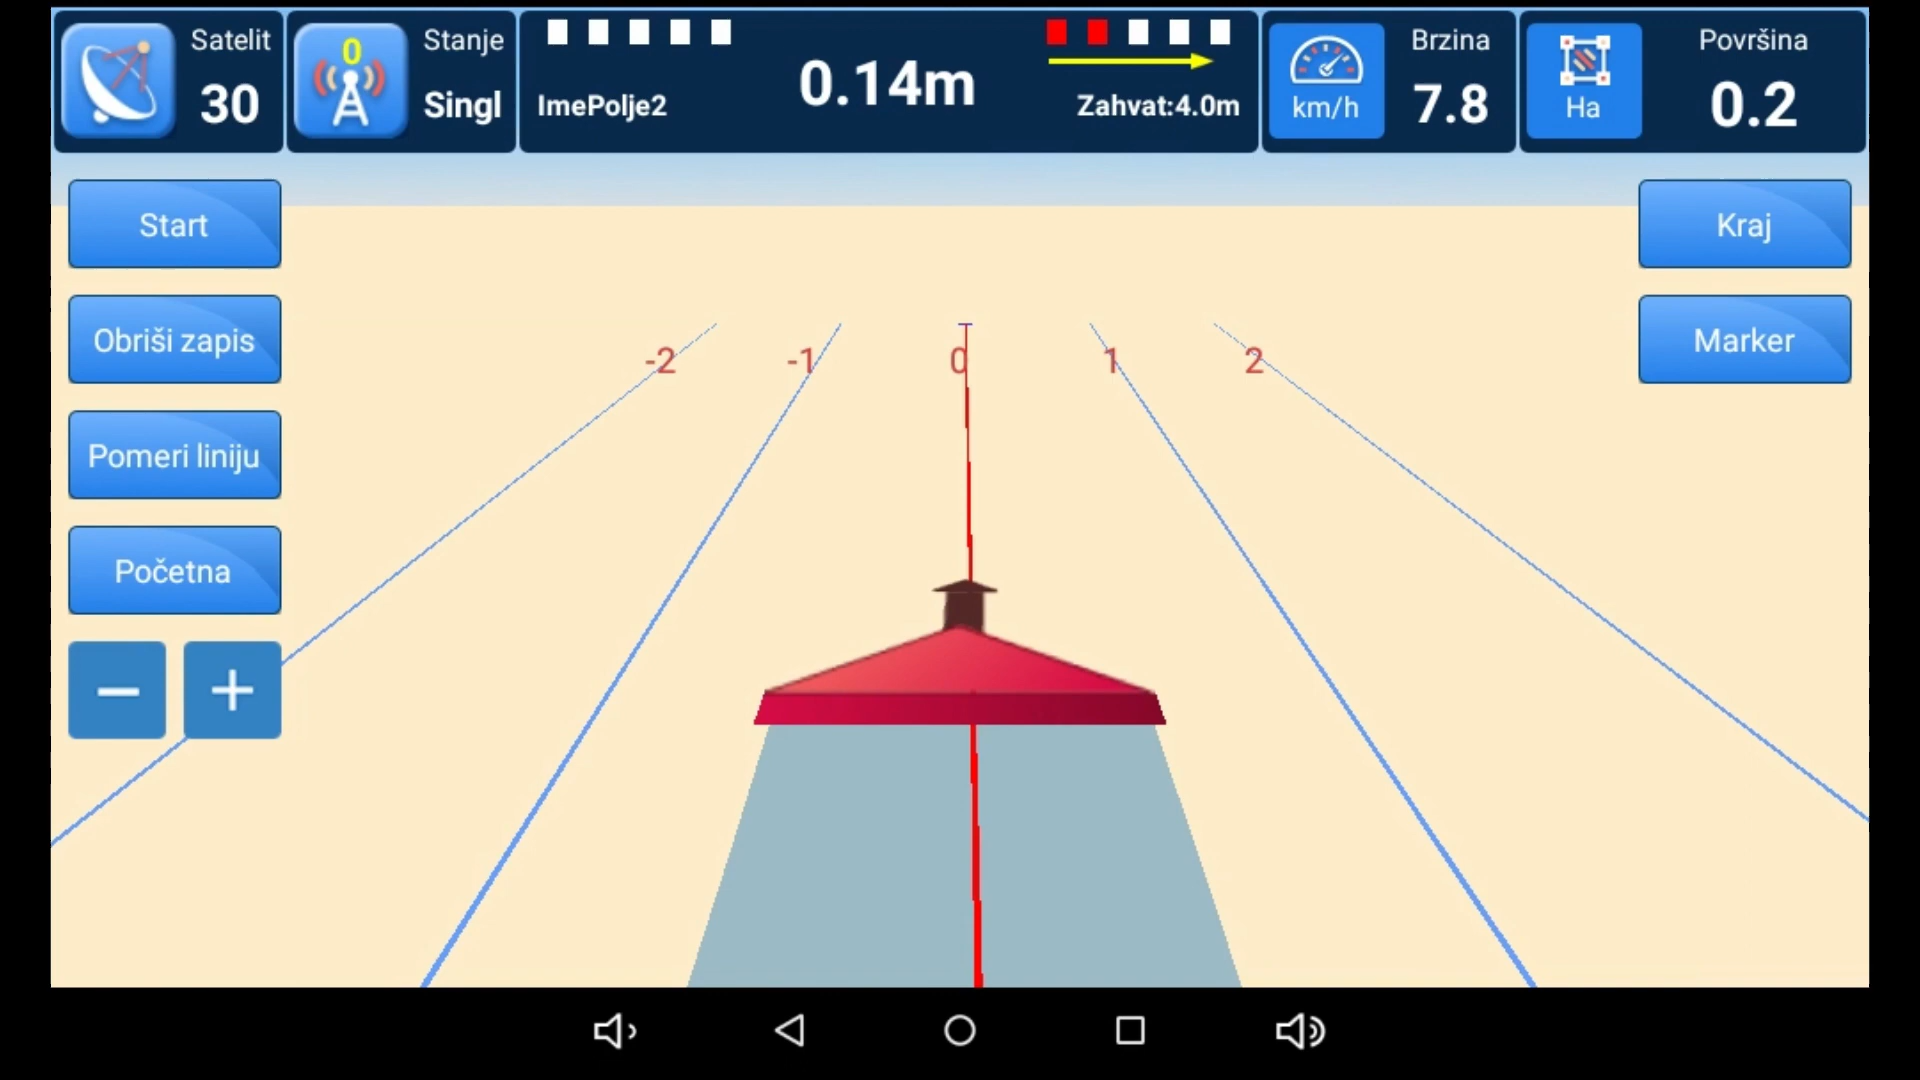 Satelit
30
0
Stanje
Singl
ImePolje2
0.14m
Zahvat:4.0m
km/h
Brzina
7.8
Ha
Površina
0.2
Start
Kraj
Obriši zapis
Marker
-2 -1 0 1 2
Pomeri liniju
Početna
− +